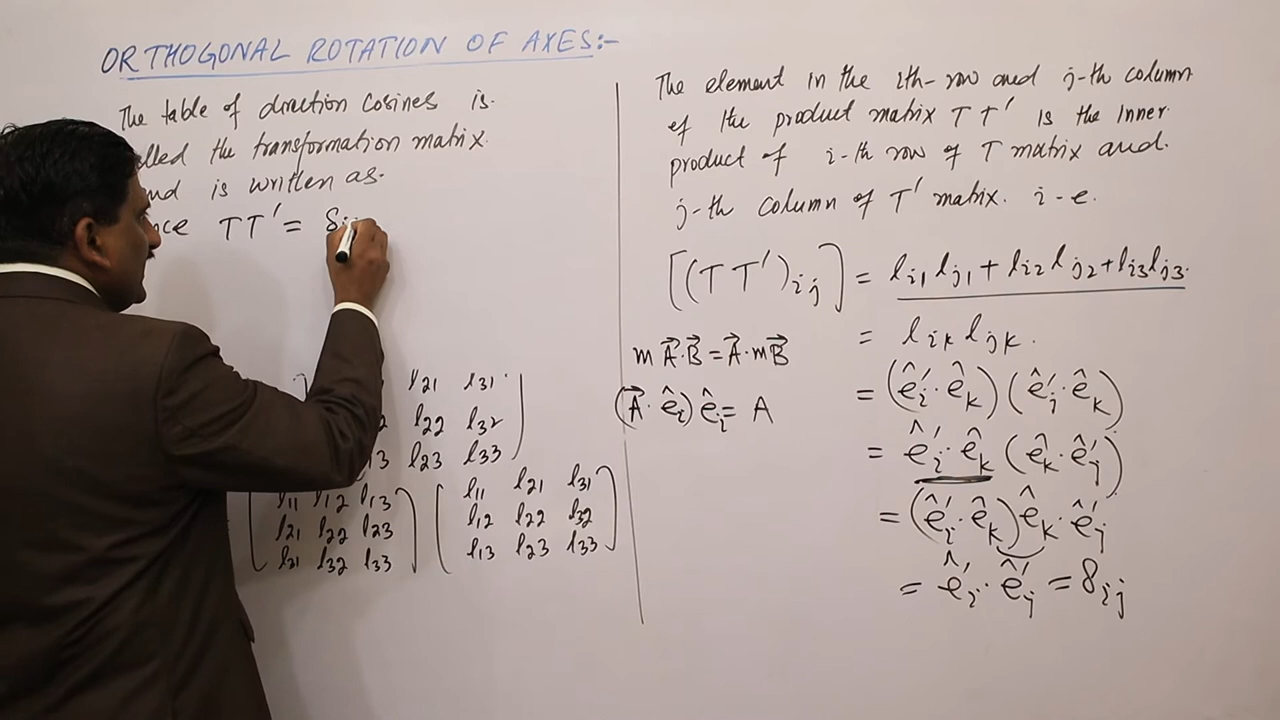 ORTHOGONAL ROTATION OF AXES:-
The table of direction Cosines is.
the transformation matrix.
is written as.
TT' = δ
l21 l31
l22 l32
l23 l33
l11 l12 l13
l21 l22 l23
l31 l32 l33
l11 l21 l31
l12 l22 l32
l13 l23 l33
The element in the ith-row and j-th column
of the product matrix TT' is the inner
product of i-th row of T matrix and.
j-th column of T' matrix. i-e.
[(TT')ij] = li1 lj1 + li2 lj2 + li3 lj3.
= lik ljk.
m A⃗·B⃗ = A⃗·mB⃗
(A⃗·êi) êi = A
= (ê'i·êk)(ê'j·êk)
= ê'i·êk (êk·ê'j)
= (ê'i·êk) êk·ê'j
= ê'i·ê'j = δij